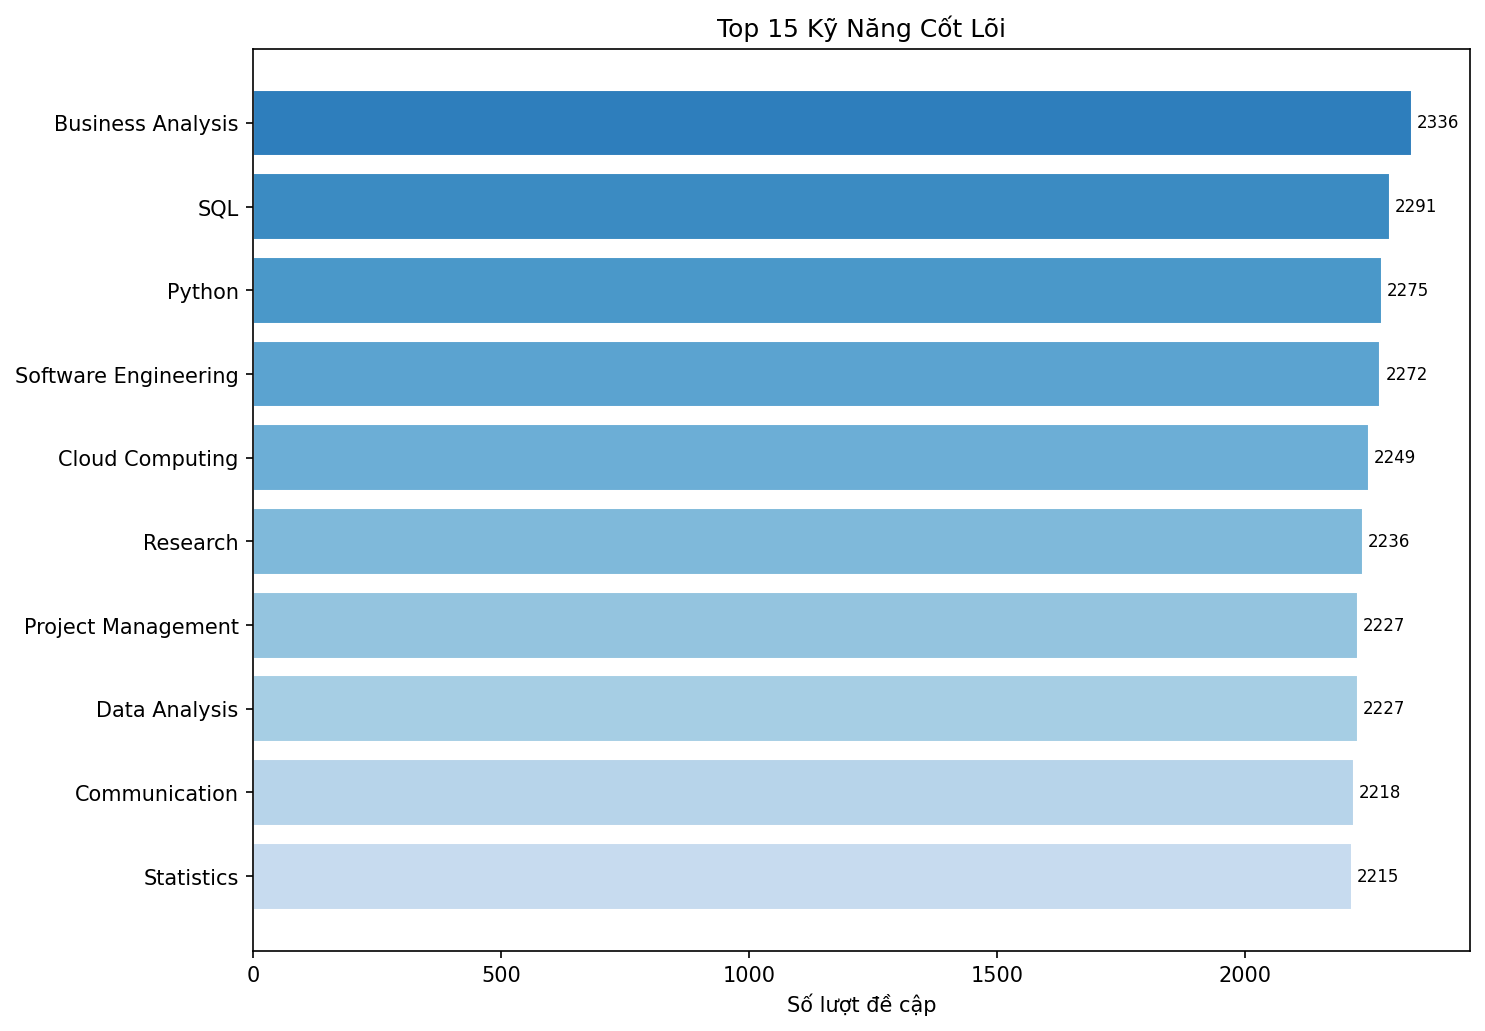 Top 15 Kỹ Năng Cốt Lõi
Business Analysis 2336
SQL 2291
Python 2275
Software Engineering 2272
Cloud Computing 2249
Research 2236
Project Management 2227
Data Analysis 2227
Communication 2218
Statistics 2215
0 500 1000 1500 2000
Số lượt đề cập